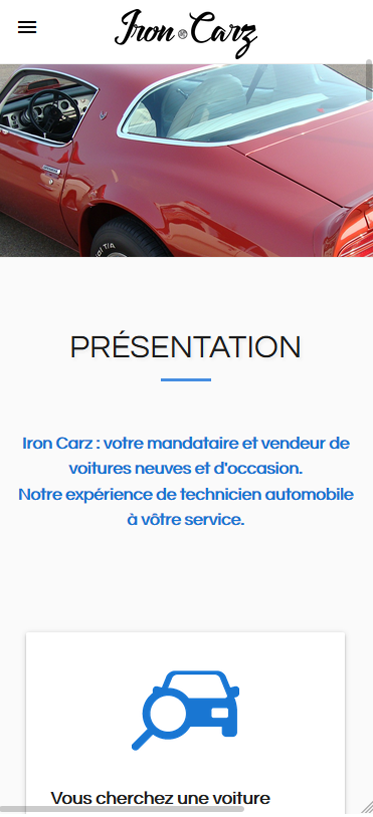 Iron Carz
PRÉSENTATION
Iron Carz : votre mandataire et vendeur de
voitures neuves et d'occasion.
Notre expérience de technicien automobile
à vôtre service.
Vous cherchez une voiture